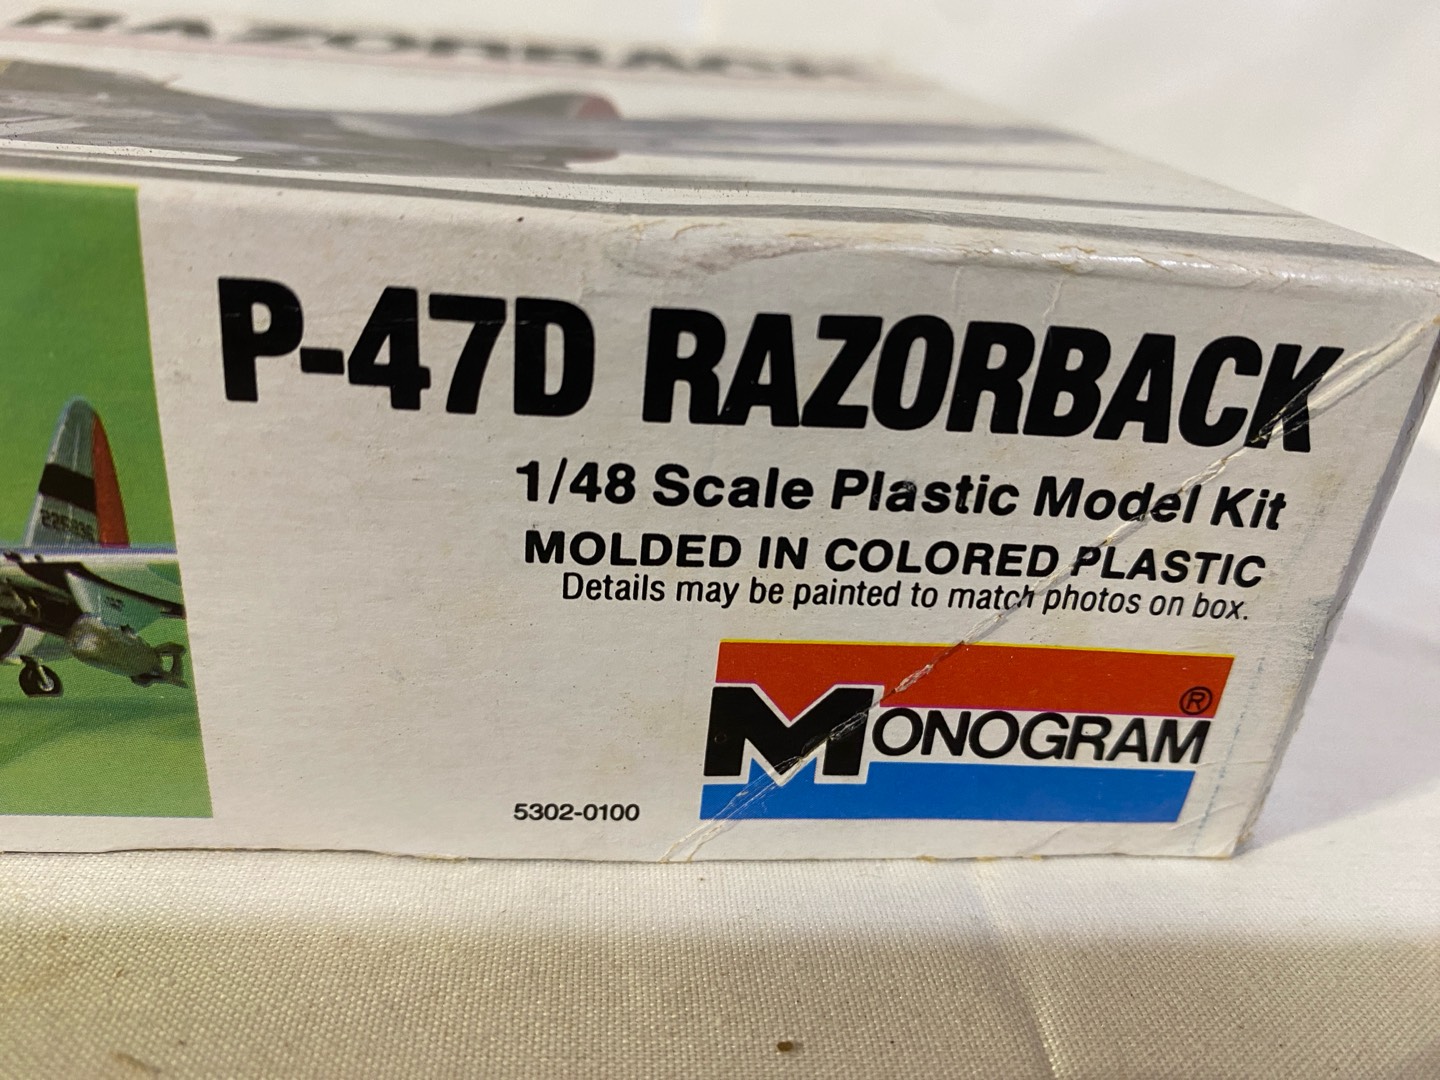 RAZORBACK
P-47D RAZORBACK
1/48 Scale Plastic Model Kit
MOLDED IN COLORED PLASTIC
Details may be painted to match photos on box.
MONOGRAM ®
5302-0100